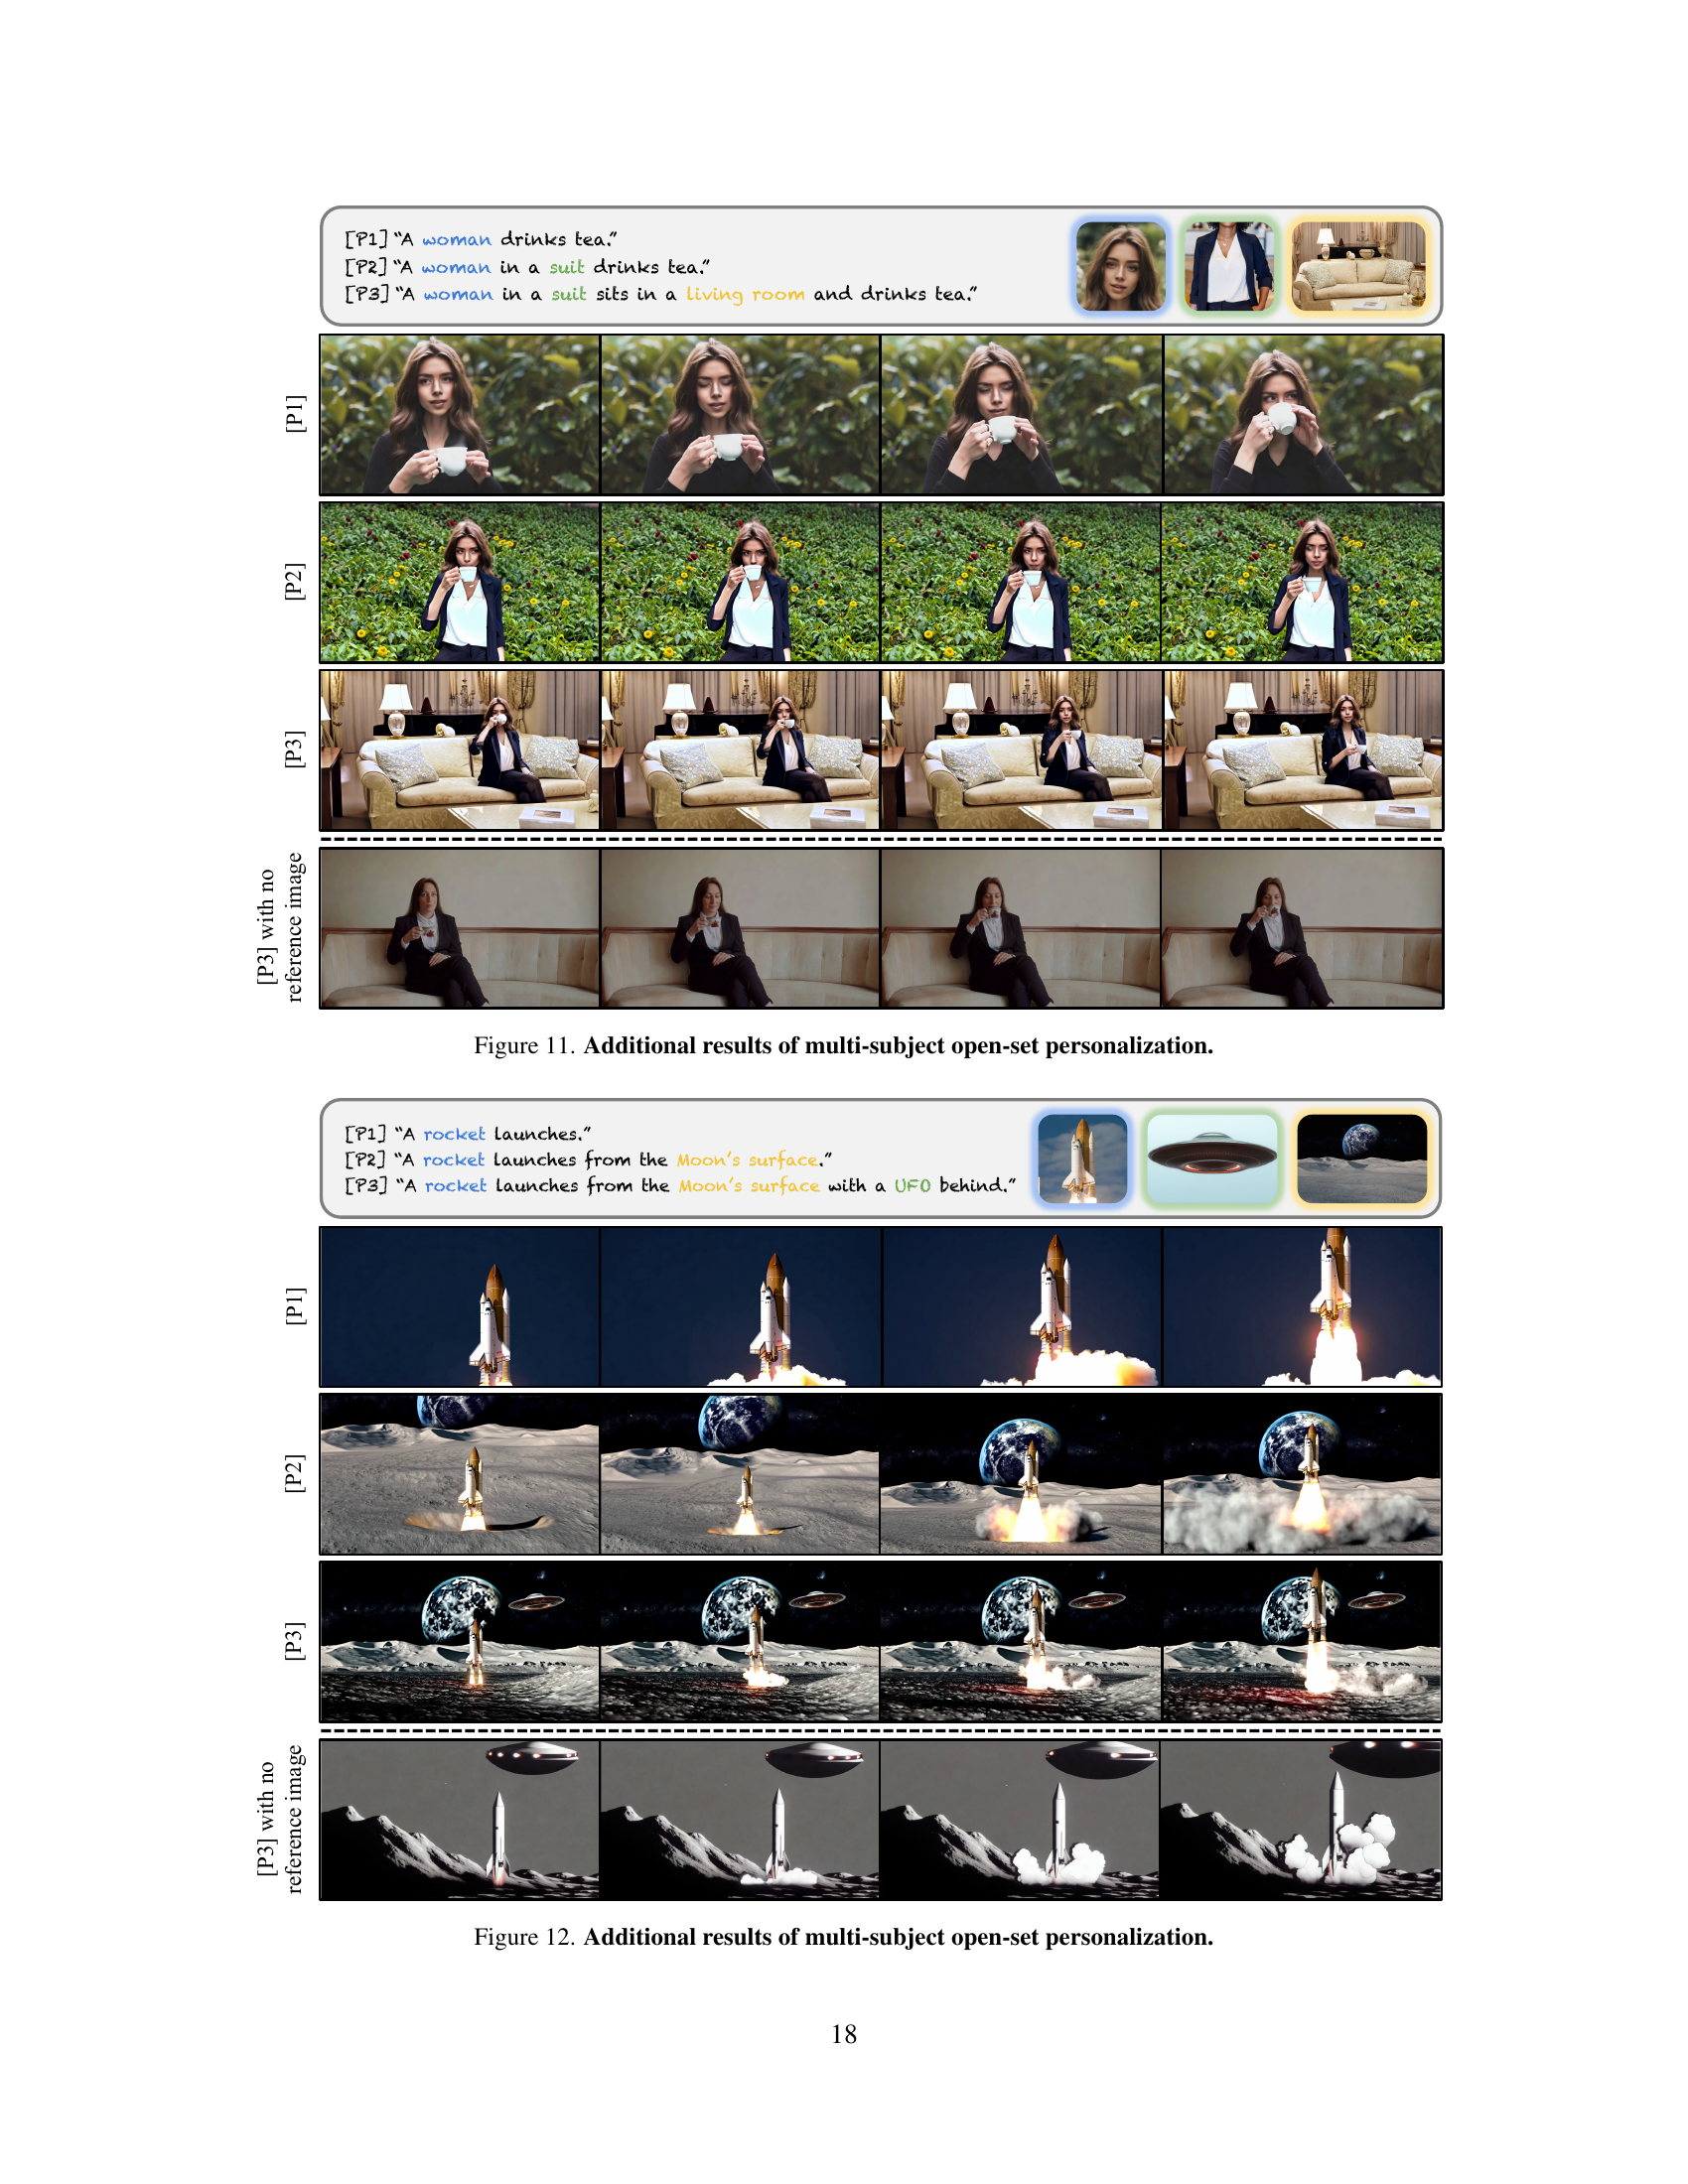 [P1] “A woman drinks tea.”
[P2] “A woman in a suit drinks tea.”
[P3] “A woman in a suit sits in a living room and drinks tea.”
[P1]
[P2]
[P3]
[P3] with no
reference image
Figure 11. Additional results of multi-subject open-set personalization.
[P1] “A rocket launches.”
[P2] “A rocket launches from the Moon’s surface.”
[P3] “A rocket launches from the Moon’s surface with a UFO behind.”
[P1]
[P2]
[P3]
[P3] with no
reference image
Figure 12. Additional results of multi-subject open-set personalization.
18